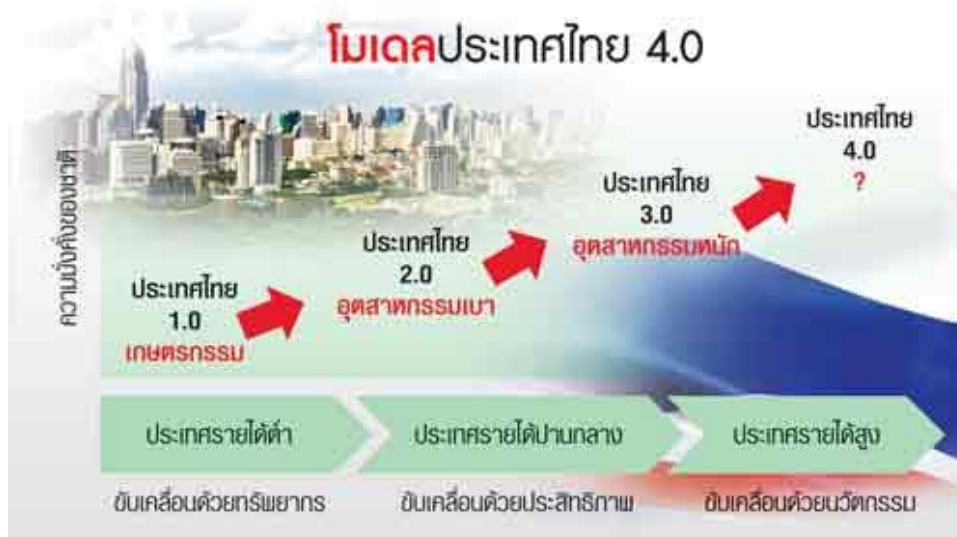 โมเดลประเทศไทย 4.0
ความมั่งคั่งของชาติ
ประเทศไทย
1.0
เกษตรกรรม
ประเทศไทย
2.0
อุตสาหกรรมเบา
ประเทศไทย
3.0
อุตสาหกรรมหนัก
ประเทศไทย
4.0
?
ประเทศรายได้ต่ำ
ประเทศรายได้ปานกลาง
ประเทศรายได้สูง
ขับเคลื่อนด้วยทรัพยากร
ขับเคลื่อนด้วยประสิทธิภาพ
ขับเคลื่อนด้วยนวัตกรรม